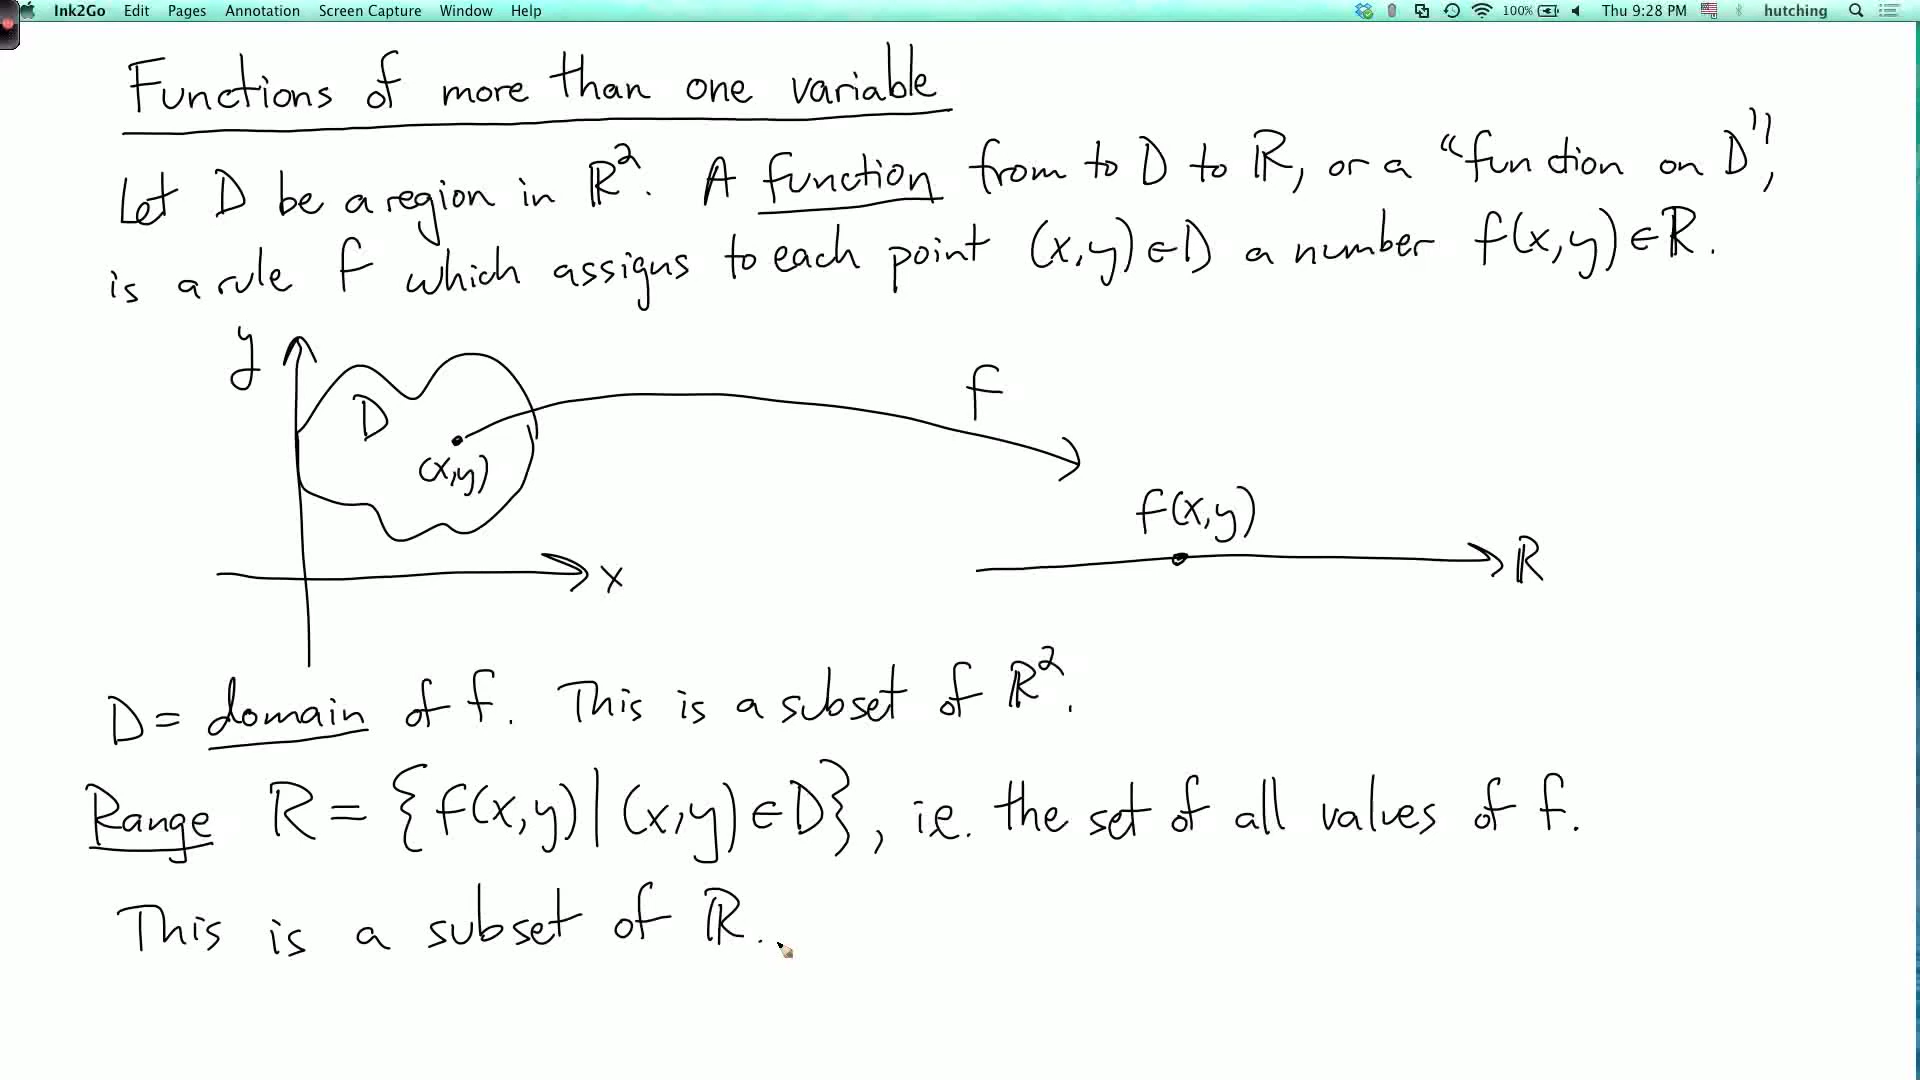 Ink2Go Edit Pages Annotation Screen Capture Window Help 100% Thu 9:28 PM hutching
Functions of more than one variable
Let D be a region in ℝ². A function from to D to ℝ, or a “function on D”,
is a rule f which assigns to each point (x,y)∈D a number f(x,y)∈ℝ.
y
D
f
(x,y)
f(x,y)
x
ℝ
D = domain of f. This is a subset of ℝ².
Range R = {f(x,y) | (x,y)∈D}, i.e. the set of all values of f.
This is a subset of ℝ.